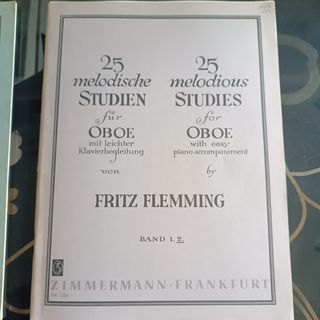 25
melodische
STUDIEN
für
OBOE
mit leichter
Klavierbegleitung
von
25
melodious
STUDIES
for
OBOE
with easy
piano accompaniment
by
FRITZ FLEMMING
BAND 1. 2.
ZIMMERMANN · FRANKFURT